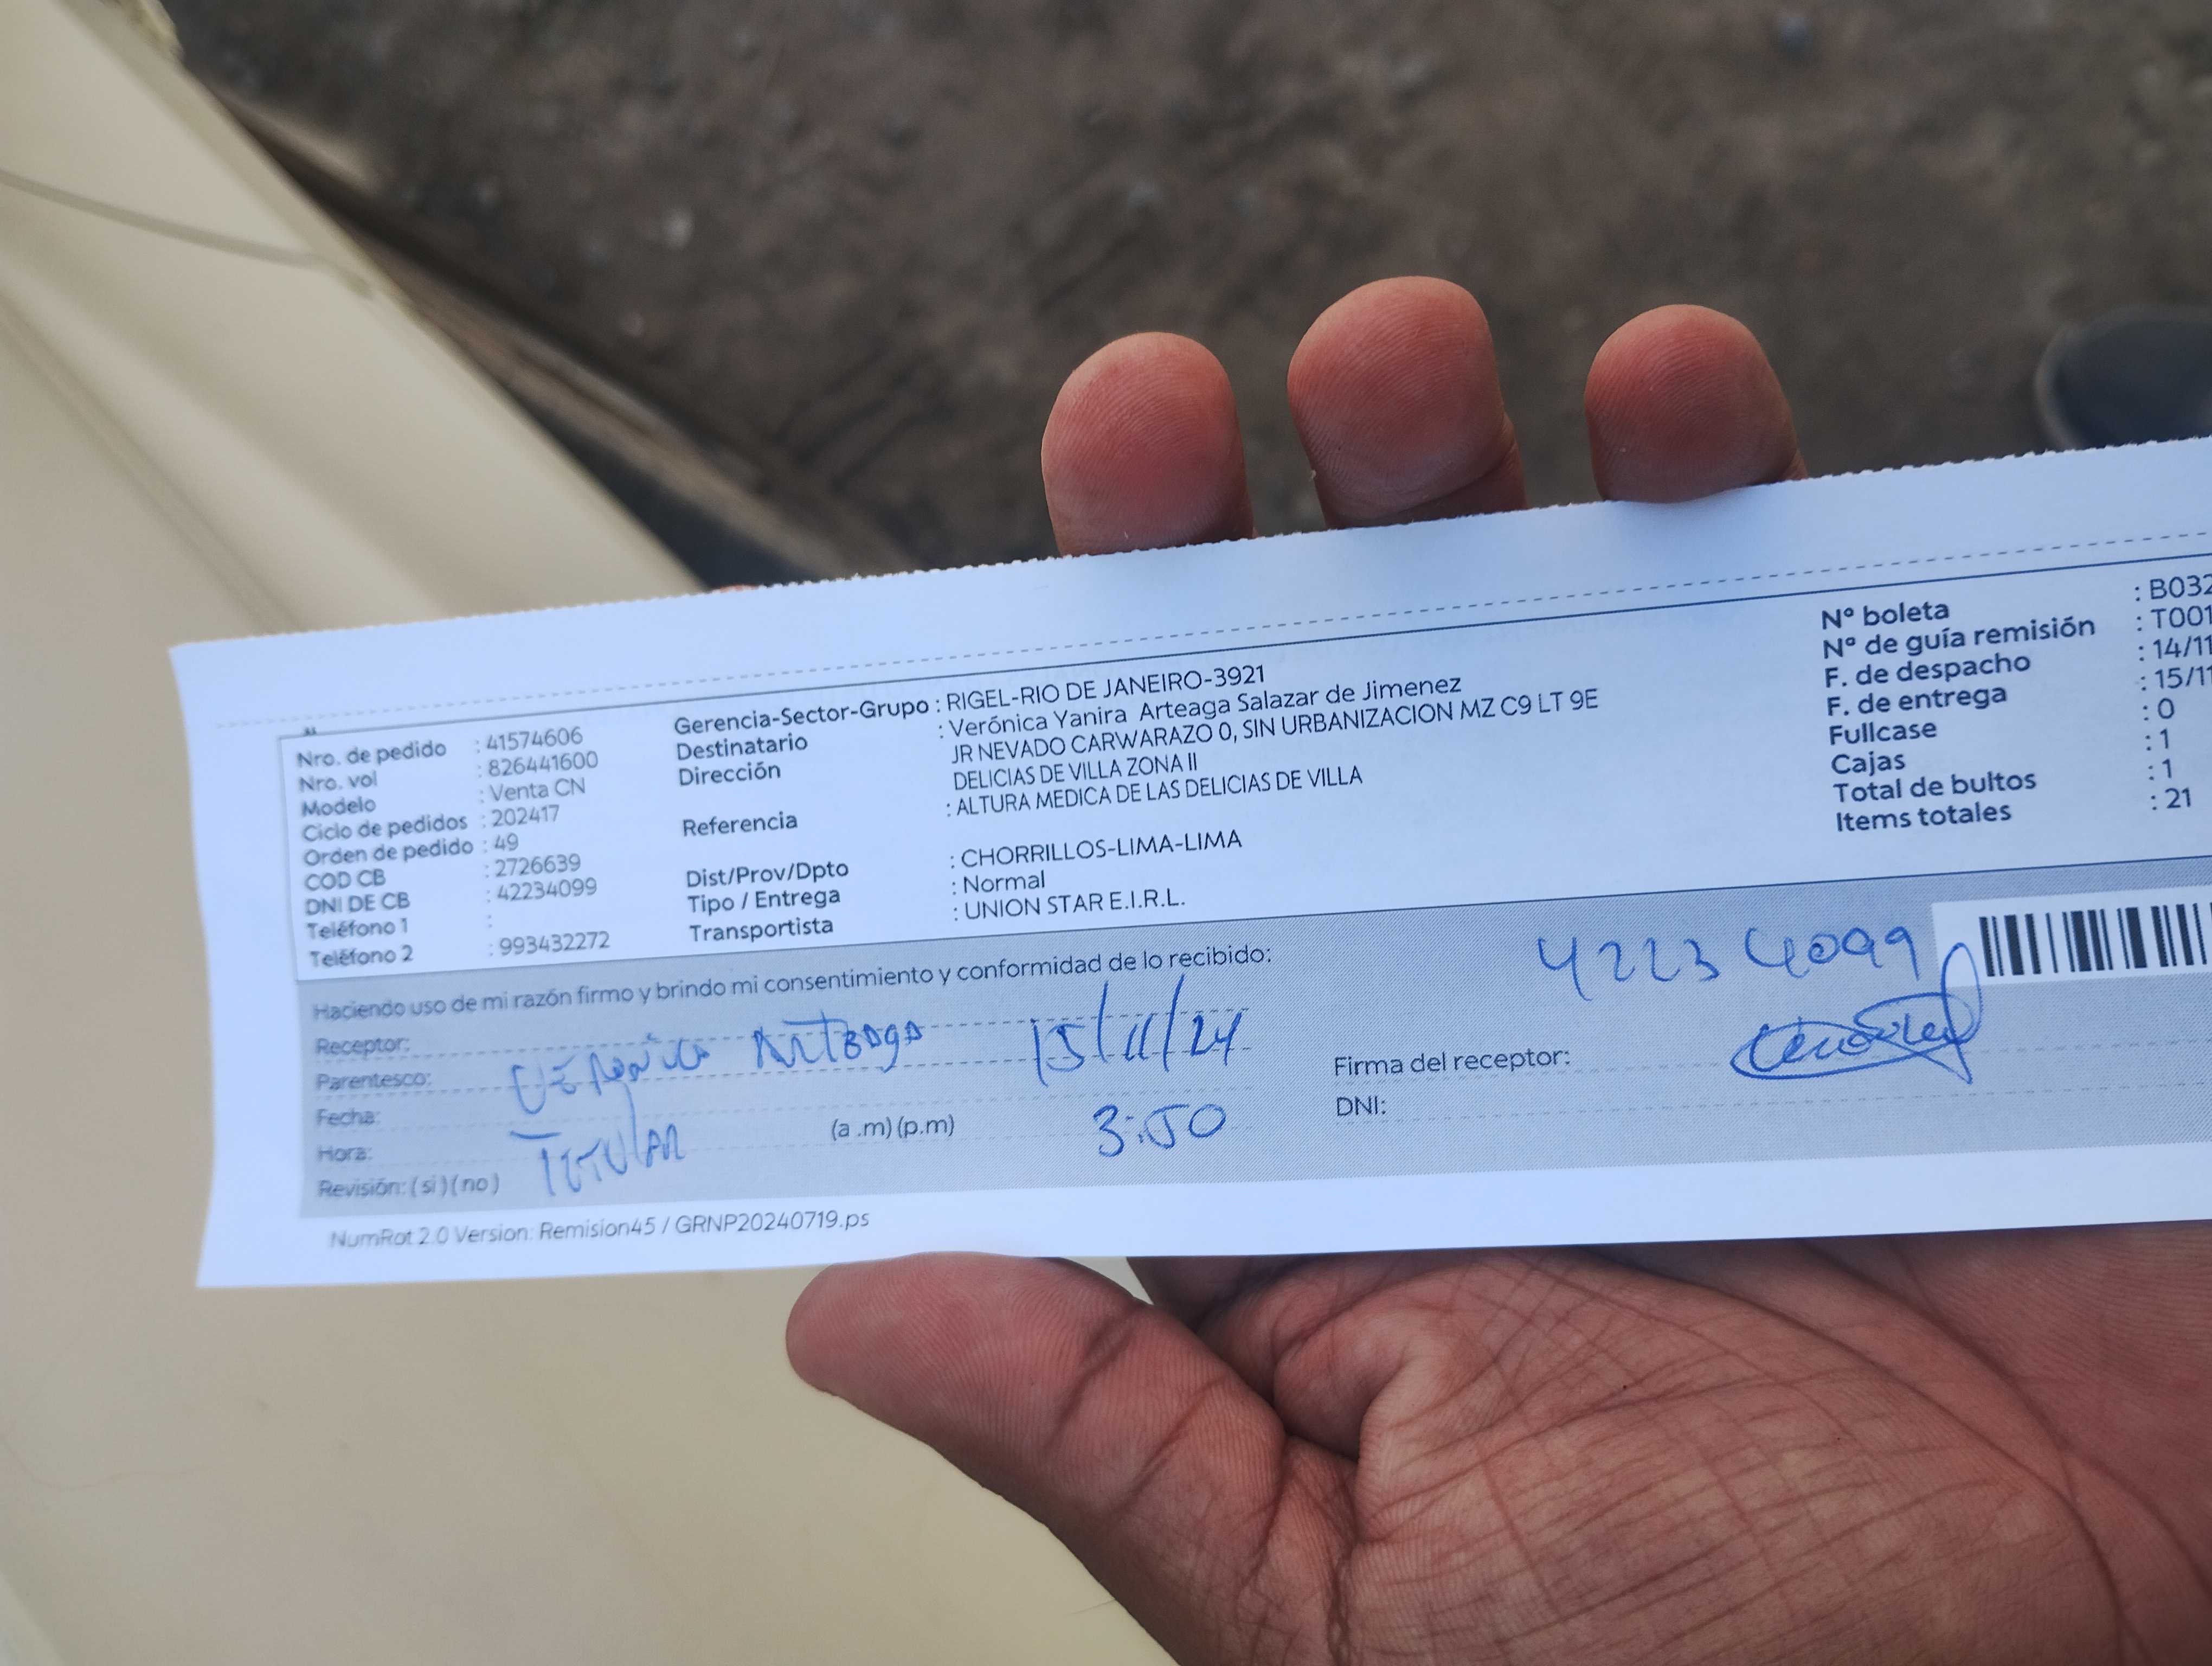 Nro. de pedido : 41574606
Nro. vol : 826441600
Modelo : Venta CN
Ciclo de pedidos : 202417
Orden de pedido : 49
COD CB : 2726639
DNI DE CB : 42234099
Teléfono 1 :
Teléfono 2 : 993432272
Gerencia-Sector-Grupo : RIGEL-RIO DE JANEIRO-3921
Destinatario : Verónica Yanira Arteaga Salazar de Jimenez
Dirección JR NEVADO CARWARAZO 0, SIN URBANIZACION MZ C9 LT 9E
DELICIAS DE VILLA ZONA II
Referencia : ALTURA MEDICA DE LAS DELICIAS DE VILLA
Dist/Prov/Dpto : CHORRILLOS-LIMA-LIMA
Tipo / Entrega : Normal
Transportista : UNION STAR E.I.R.L.
Nº boleta : B032
Nº de guía remisión : T001
F. de despacho : 14/11
F. de entrega : 15/11
Fullcase : 0
Cajas : 1
Total de bultos : 1
Items totales : 21
Haciendo uso de mi razón firmo y brindo mi consentimiento y conformidad de lo recibido:
Receptor: Verónica Arteaga 15/11/24
Parentesco:
Fecha:
Hora: (a .m) (p.m) 3:50
Revisión: ( si ) ( no ) TITULAR
42234099
Firma del receptor:
DNI:
NumRot 2.0 Version: Remision45 / GRNP20240719.ps